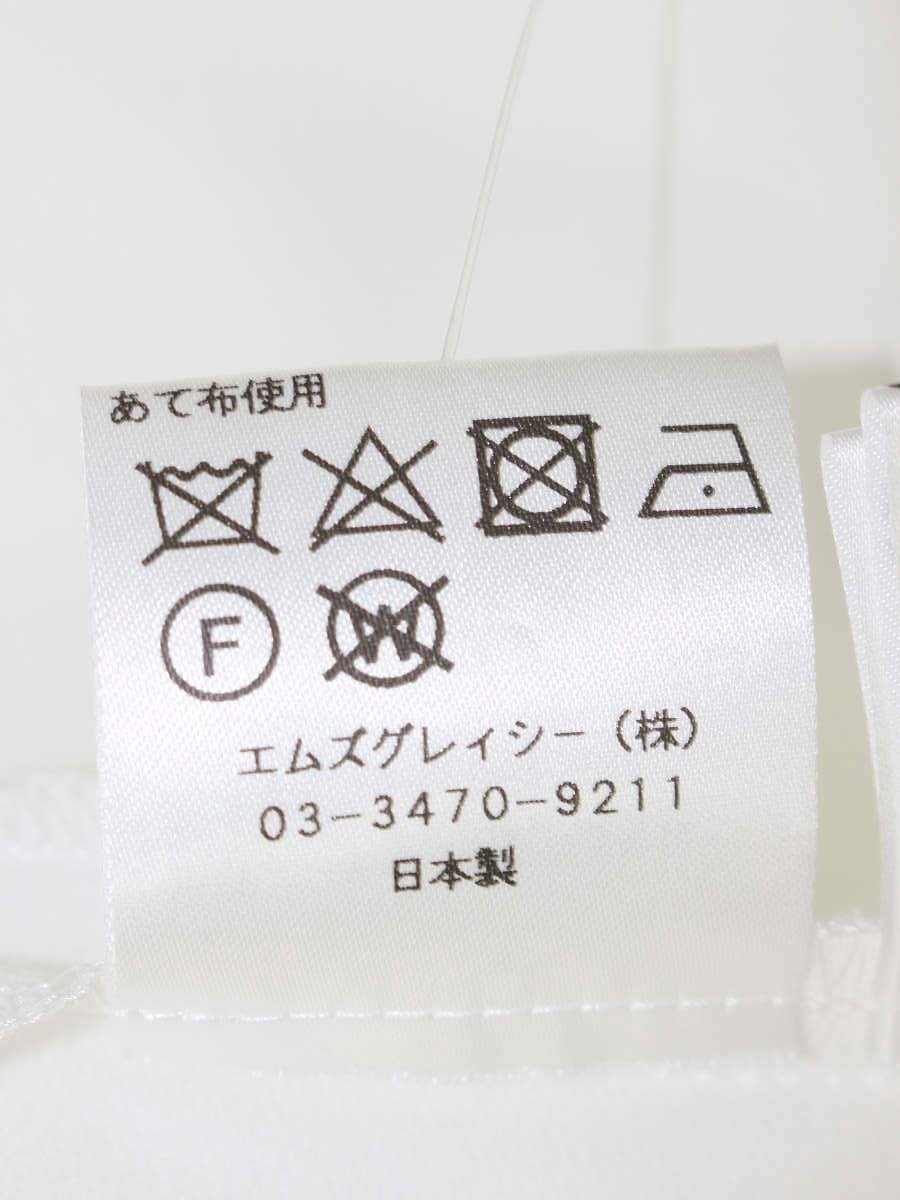 あて布使用
F W
エムズグレイシー（株）
03-3470-9211
日本製